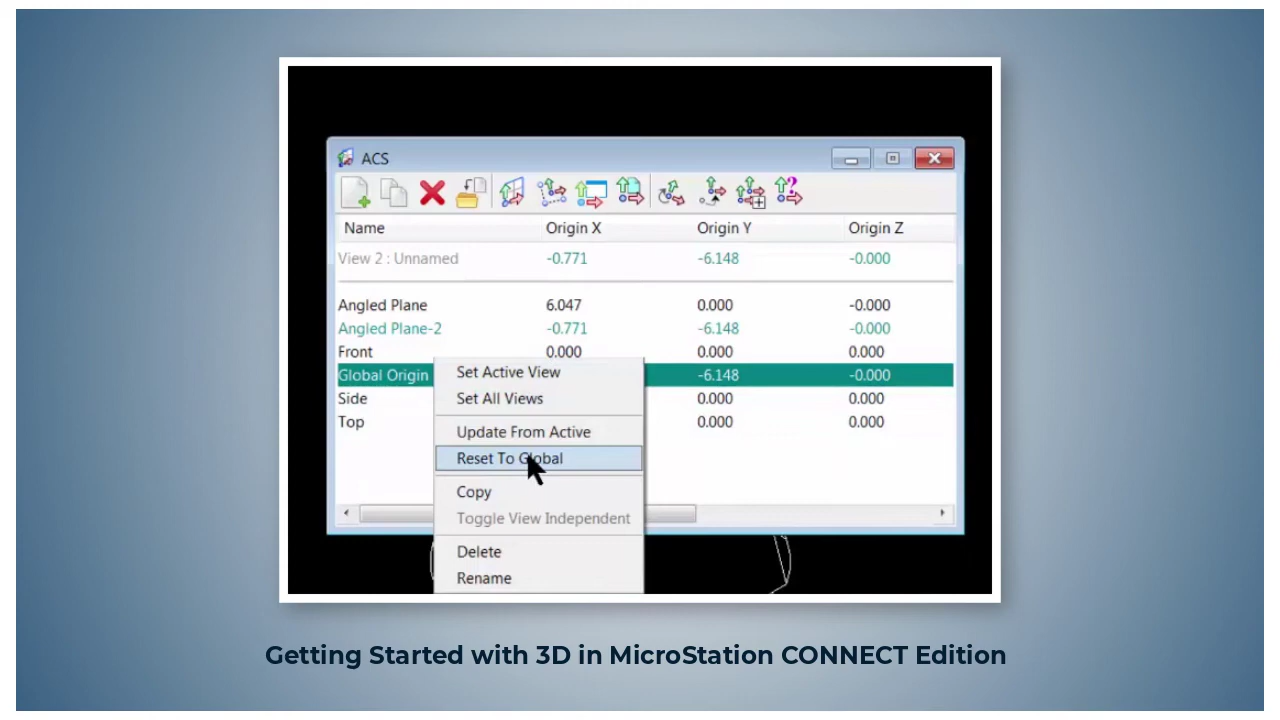 ACS
Name Origin X Origin Y Origin Z
View 2 : Unnamed -0.771 -6.148 -0.000
Angled Plane 6.047 0.000 -0.000
Angled Plane-2 -0.771 -6.148 -0.000
Front 0.000 0.000 0.000
Global Origin -6.148 -0.000
Side 0.000 0.000
Top 0.000 0.000
Set Active View
Set All Views
Update From Active
Reset To Global
Copy
Toggle View Independent
Delete
Rename
Getting Started with 3D in MicroStation CONNECT Edition